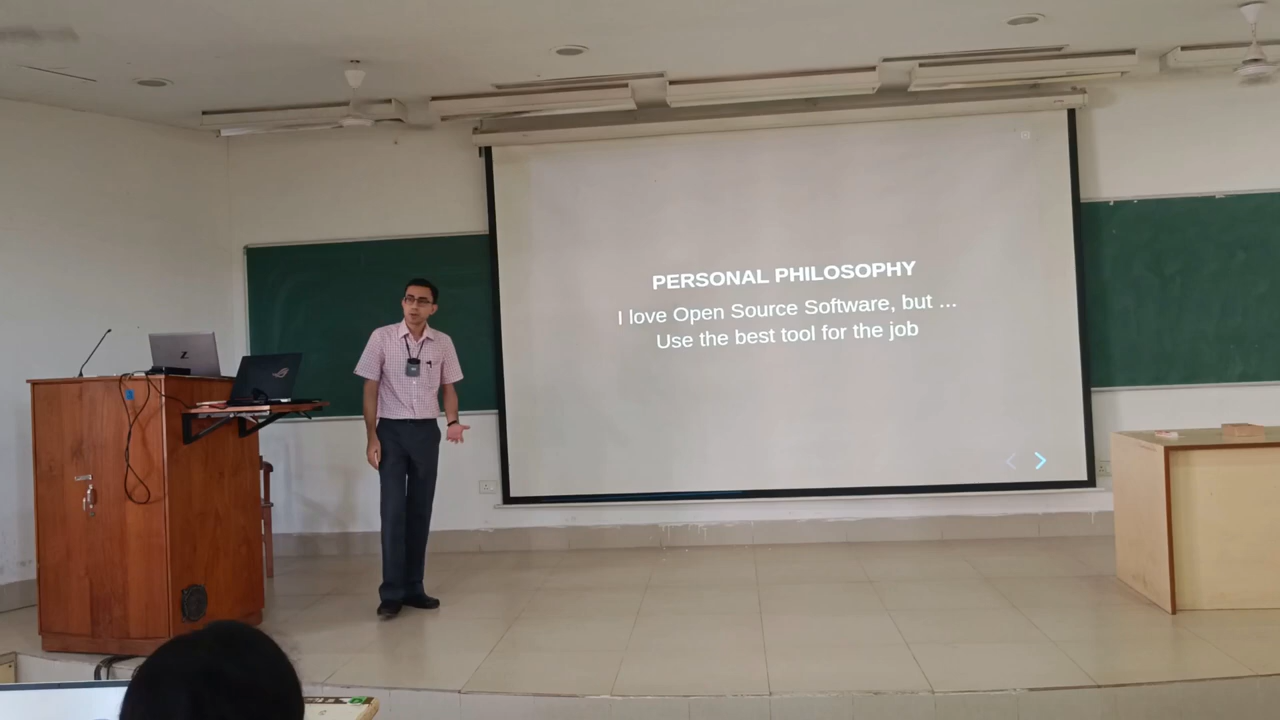 PERSONAL PHILOSOPHY
I love Open Source Software, but ...
Use the best tool for the job